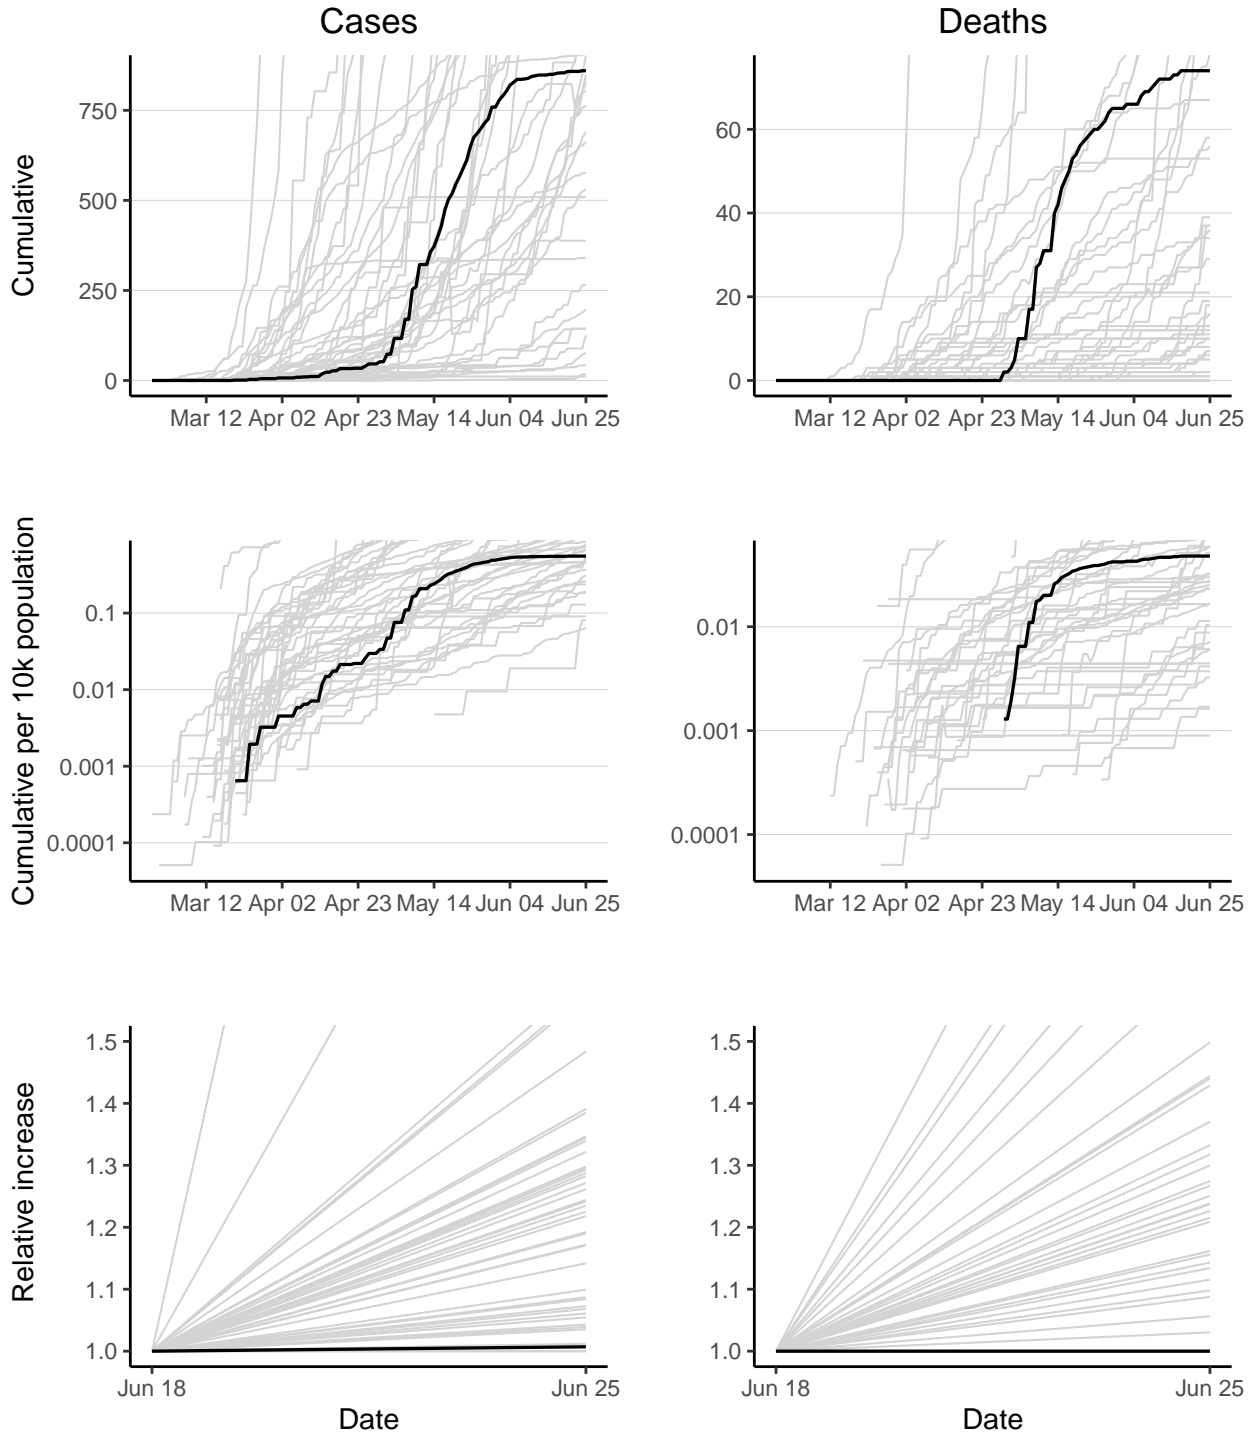 Cases
Deaths
Cumulative
750
500
250
0
Mar 12 Apr 02 Apr 23 May 14 Jun 04 Jun 25
60
40
20
0
Mar 12 Apr 02 Apr 23 May 14 Jun 04 Jun 25
Cumulative per 10k population
0.1
0.01
0.001
0.0001
Mar 12 Apr 02 Apr 23 May 14 Jun 04 Jun 25
0.01
0.001
0.0001
Mar 12 Apr 02 Apr 23 May 14 Jun 04 Jun 25
Relative increase
1.5
1.4
1.3
1.2
1.1
1.0
Jun 18 Jun 25
Date
1.5
1.4
1.3
1.2
1.1
1.0
Jun 18 Jun 25
Date